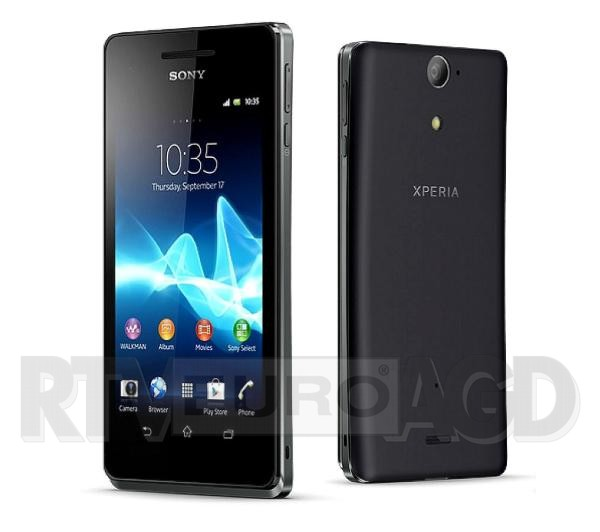 SONY
10:35
10:35
Thursday, September 17
WALKMAN Album Movies Sony Select
Camera Browser Play Store Phone
XPERIA
RTV EURO AGD
®